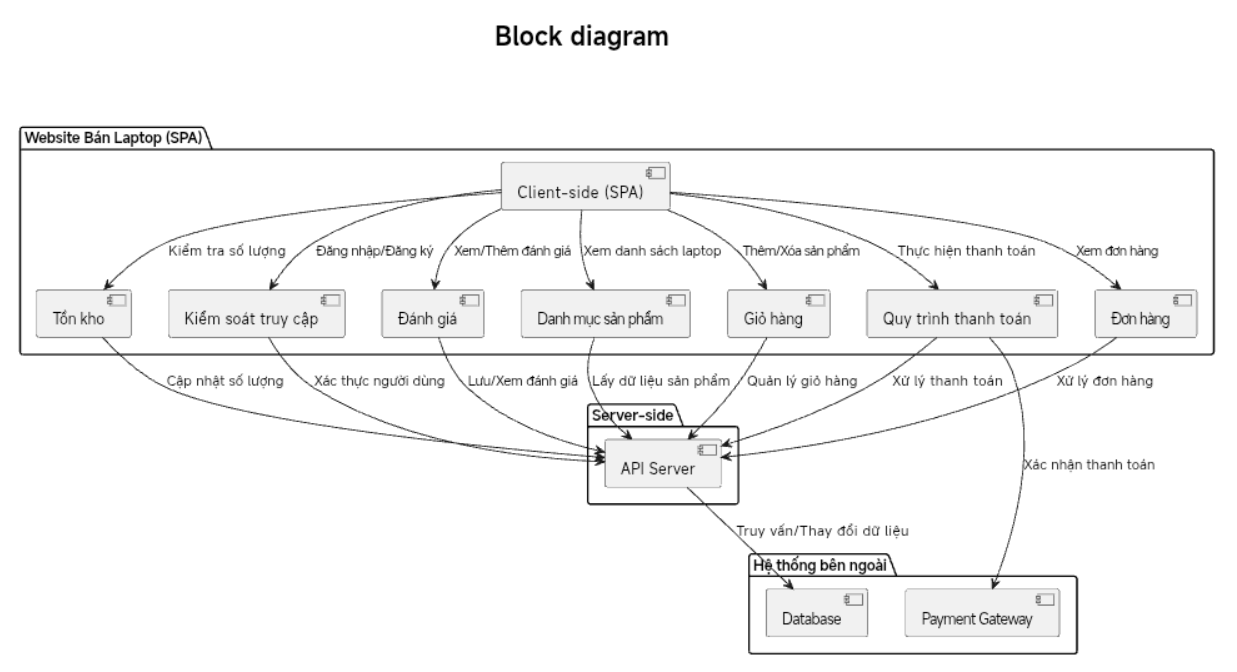 Block diagram
Website Bán Laptop (SPA)
Client-side (SPA)
Kiểm tra số lượng
Đăng nhập/Đăng ký
Xem/Thêm đánh giá
Xem danh sách laptop
Thêm/Xóa sản phẩm
Thực hiện thanh toán
Xem đơn hàng
Tồn kho
Kiểm soát truy cập
Đánh giá
Danh mục sản phẩm
Giỏ hàng
Quy trình thanh toán
Đơn hàng
Cập nhật số lượng
Xác thực người dùng
Lưu/Xem đánh giá
Lấy dữ liệu sản phẩm
Quản lý giỏ hàng
Xử lý thanh toán
Xử lý đơn hàng
Server-side
API Server
Xác nhận thanh toán
Truy vấn/Thay đổi dữ liệu
Hệ thống bên ngoài
Database
Payment Gateway